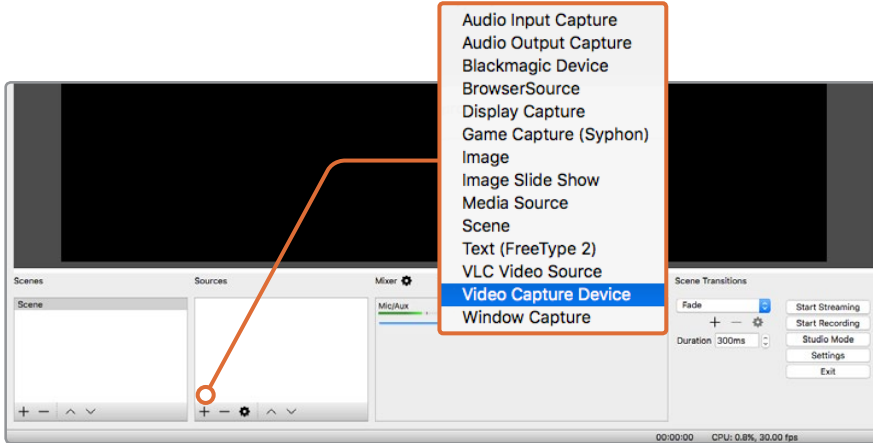 Audio Input Capture
Audio Output Capture
Blackmagic Device
BrowserSource
Display Capture
Game Capture (Syphon)
Image
Image Slide Show
Media Source
Scene
Text (FreeType 2)
VLC Video Source
Video Capture Device
Window Capture
Scenes
Scene
Sources
Mixer
Mic/Aux
Scene Transitions
Fade
Duration 300ms
Start Streaming
Start Recording
Studio Mode
Settings
Exit
00:00:00 CPU: 0.8%, 30.00 fps